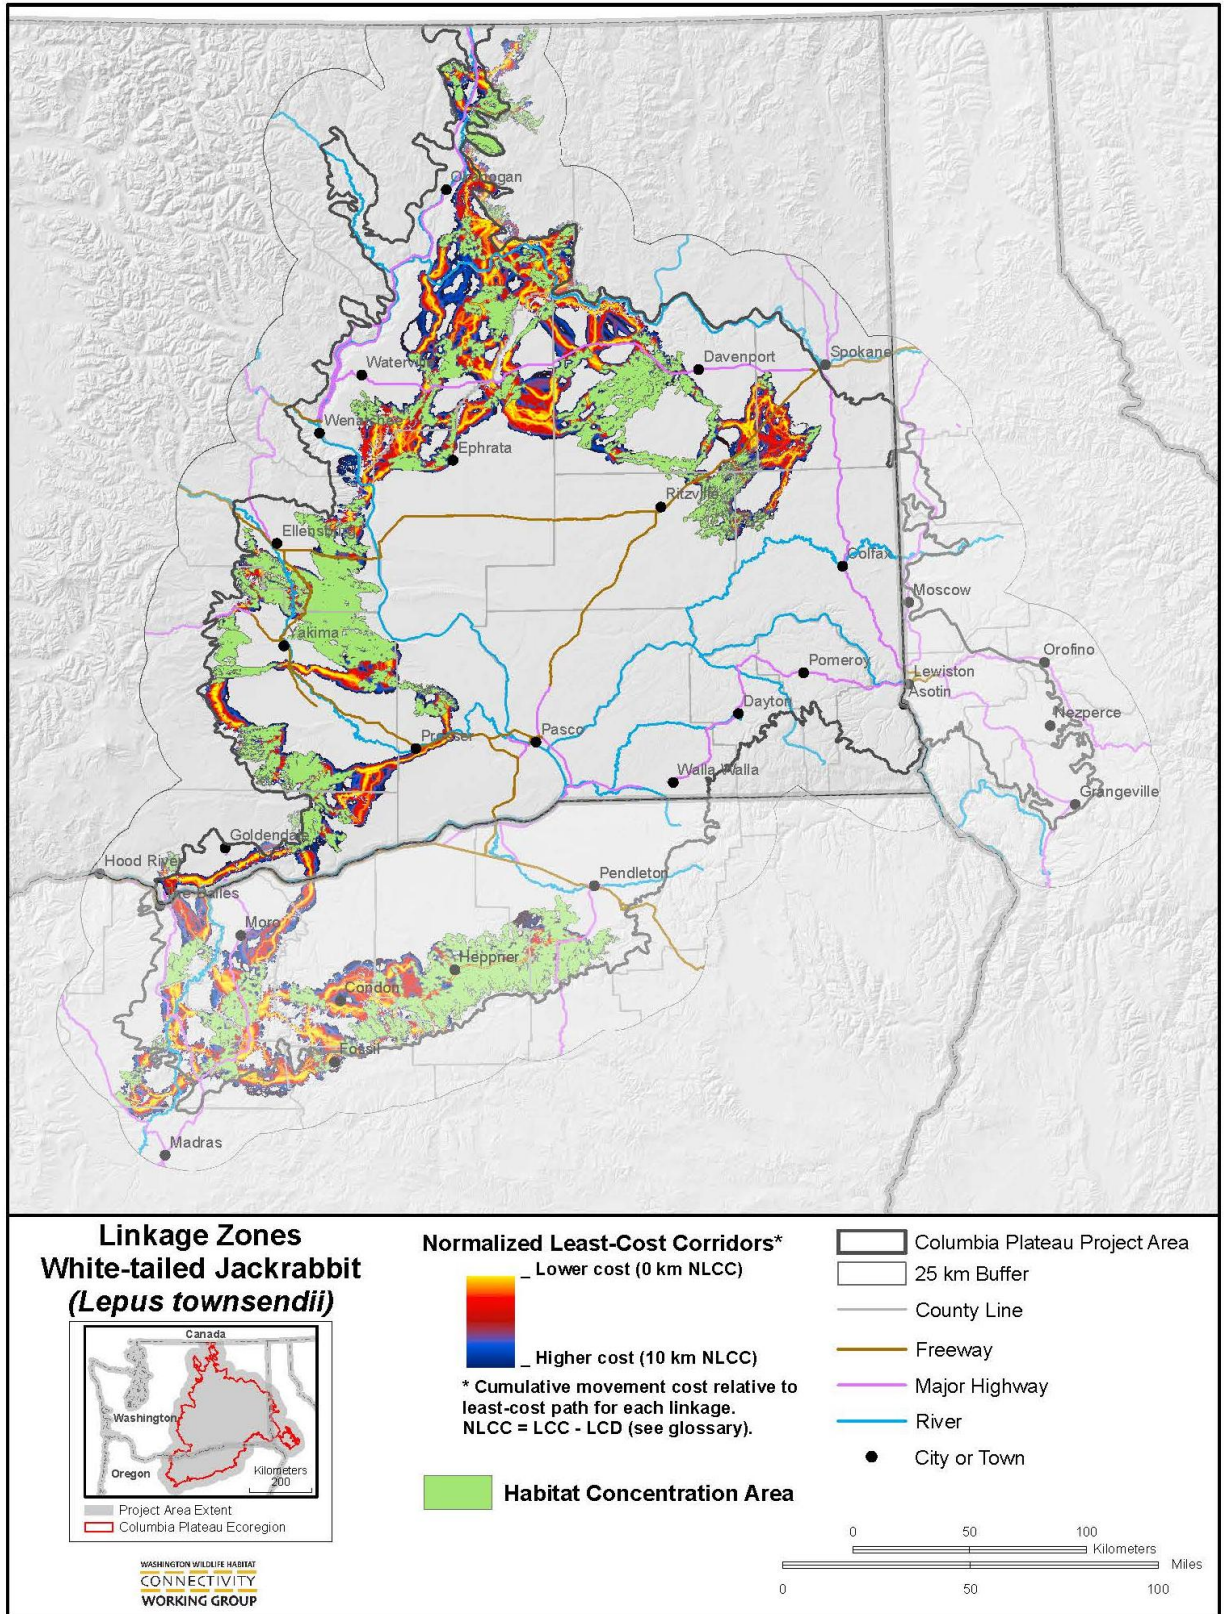 Okanogan
Waterville
Davenport
Spokane
Wenatchee
Ephrata
Ritzville
Ellensburg
Colfax
Moscow
Yakima
Orofino
Pomeroy
Lewiston
Asotin
Dayton
Nezperce
Prosser
Pasco
Walla Walla
Grangeville
Goldendale
Hood River
The Dalles
Pendleton
Moro
Heppner
Condon
Fossil
Madras
Linkage Zones
White-tailed Jackrabbit
(Lepus townsendii)
Canada
Washington
Oregon
Kilometers
200
Project Area Extent
Columbia Plateau Ecoregion
WASHINGTON WILDLIFE HABITAT
CONNECTIVITY
WORKING GROUP
Normalized Least-Cost Corridors*
_ Lower cost (0 km NLCC)
_ Higher cost (10 km NLCC)
* Cumulative movement cost relative to
least-cost path for each linkage.
NLCC = LCC - LCD (see glossary).
Habitat Concentration Area
Columbia Plateau Project Area
25 km Buffer
County Line
Freeway
Major Highway
River
City or Town
0 50 100
Kilometers
Miles
0 50 100